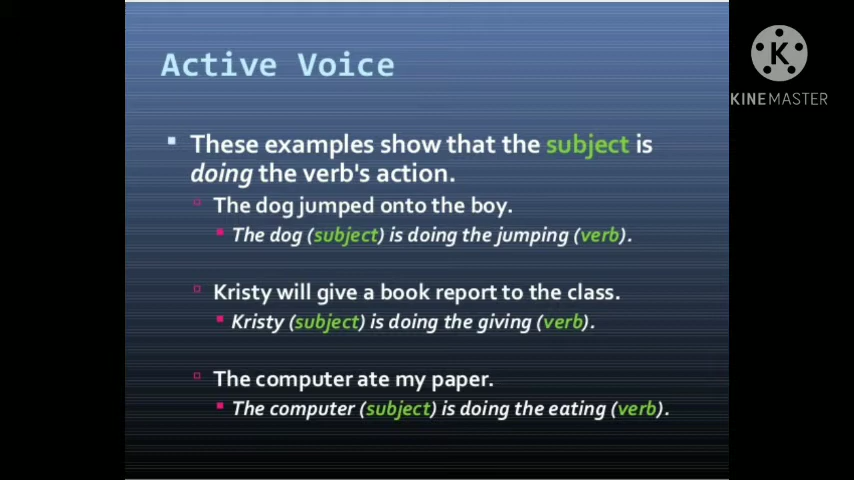 Active Voice
K
KINEMASTER
These examples show that the subject is
doing the verb's action.
The dog jumped onto the boy.
The dog (subject) is doing the jumping (verb).
Kristy will give a book report to the class.
Kristy (subject) is doing the giving (verb).
The computer ate my paper.
The computer (subject) is doing the eating (verb).